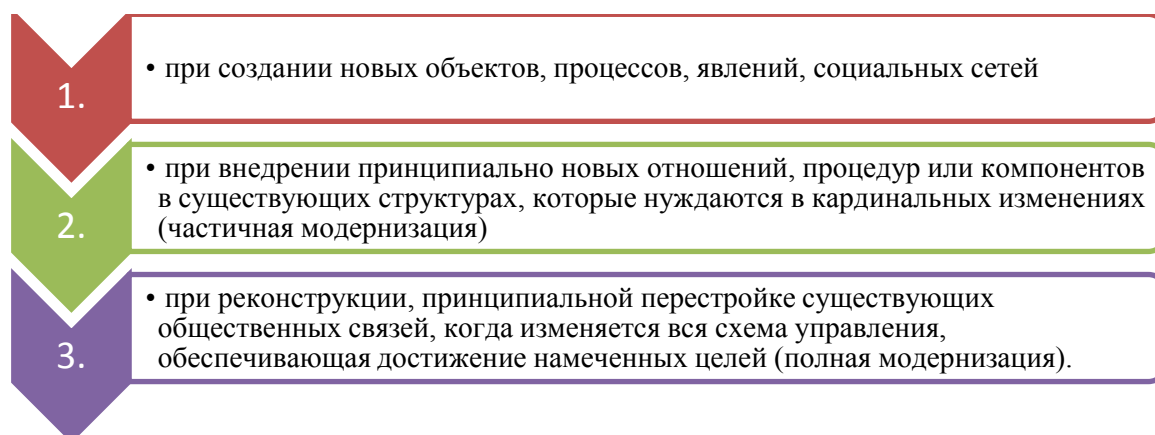 1.
• при создании новых объектов, процессов, явлений, социальных сетей
2.
• при внедрении принципиально новых отношений, процедур или компонентов
в существующих структурах, которые нуждаются в кардинальных изменениях
(частичная модернизация)
3.
• при реконструкции, принципиальной перестройке существующих
общественных связей, когда изменяется вся схема управления,
обеспечивающая достижение намеченных целей (полная модернизация).